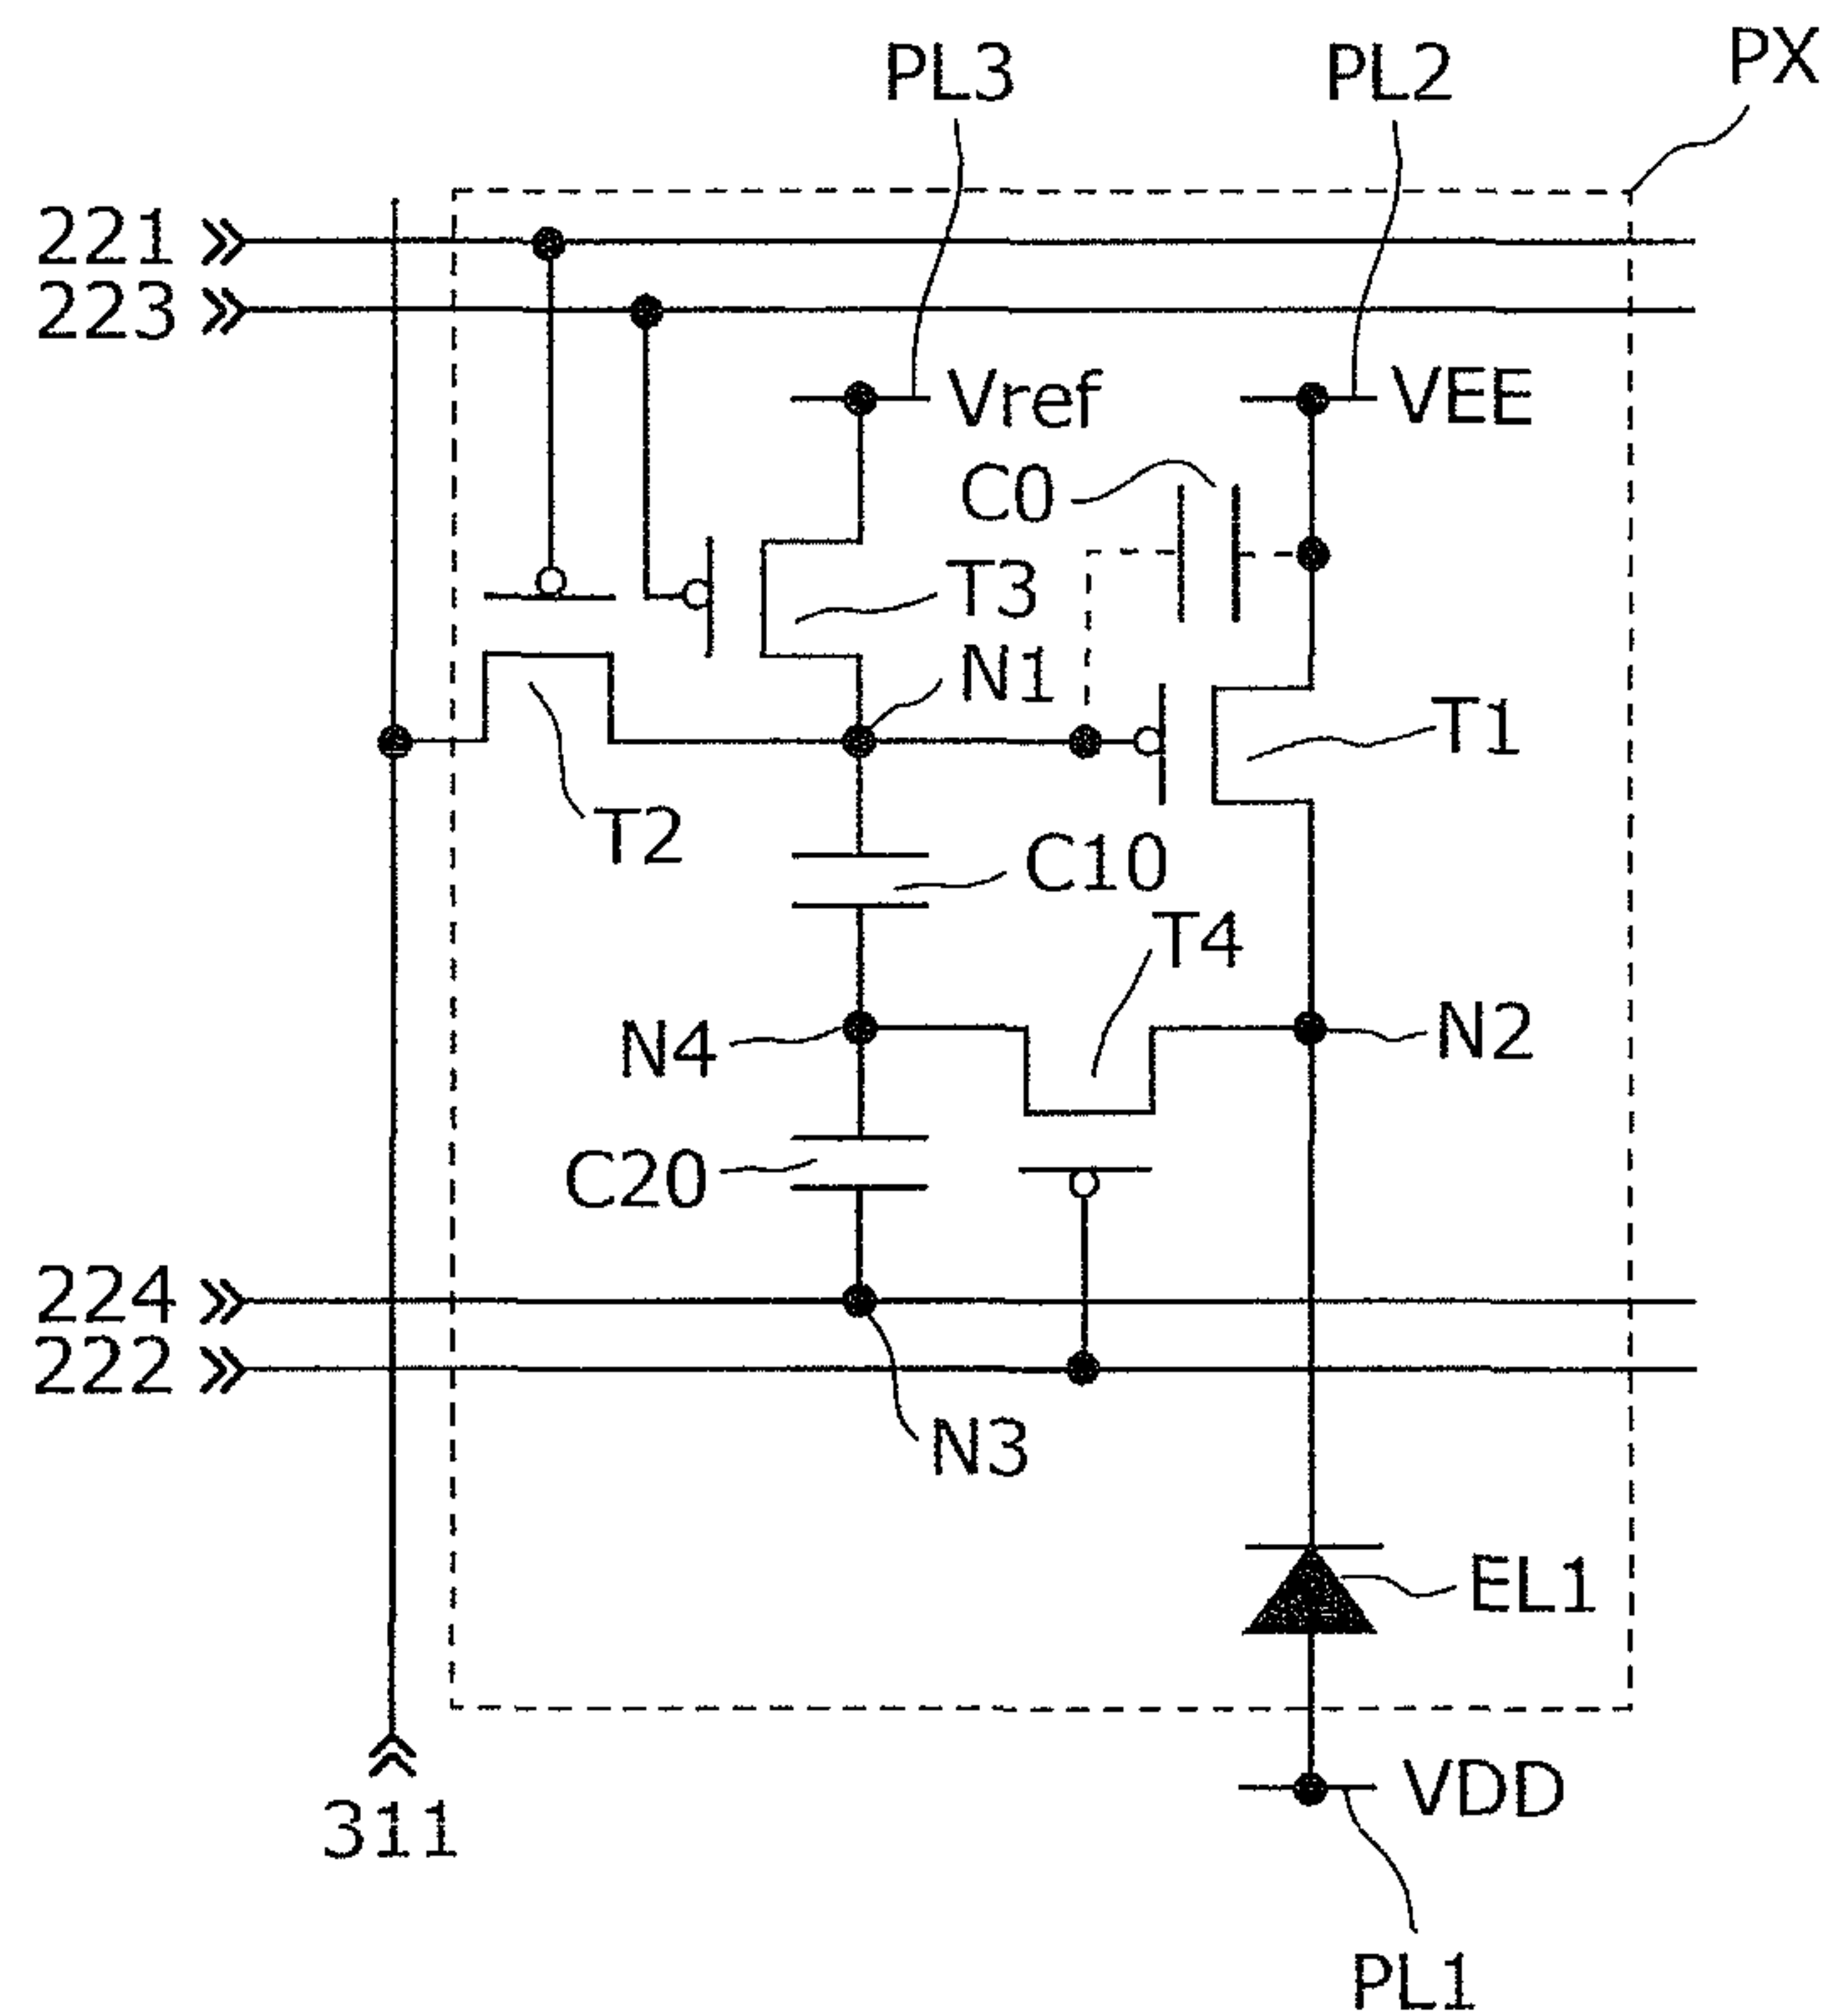 PL3
PL2
PX
221
223
Vref
VEE
C0
T3
N1
T1
T2
C10
T4
N4
N2
C20
224
222
N3
EL1
VDD
311
PL1